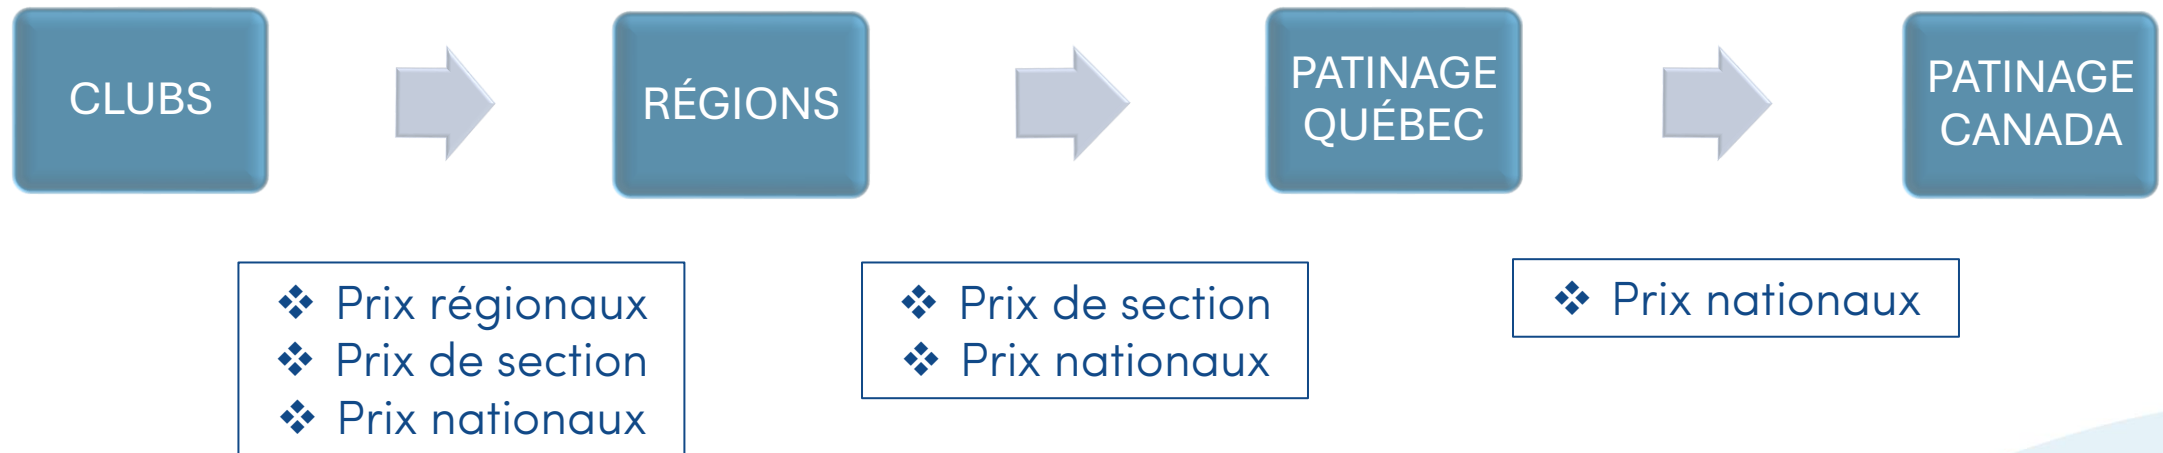 CLUBS
RÉGIONS
PATINAGE
QUÉBEC
PATINAGE
CANADA
❖ Prix régionaux
❖ Prix de section
❖ Prix nationaux
❖ Prix de section
❖ Prix nationaux
❖ Prix nationaux